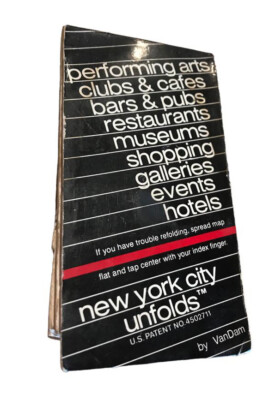 performing arts
clubs & cafes
bars & pubs
restaurants
museums
shopping
galleries
events
hotels
If you have trouble refolding, spread map
flat and tap center with your index finger.
new york city
unfolds™
U.S. PATENT NO. 4502711
by VanDam